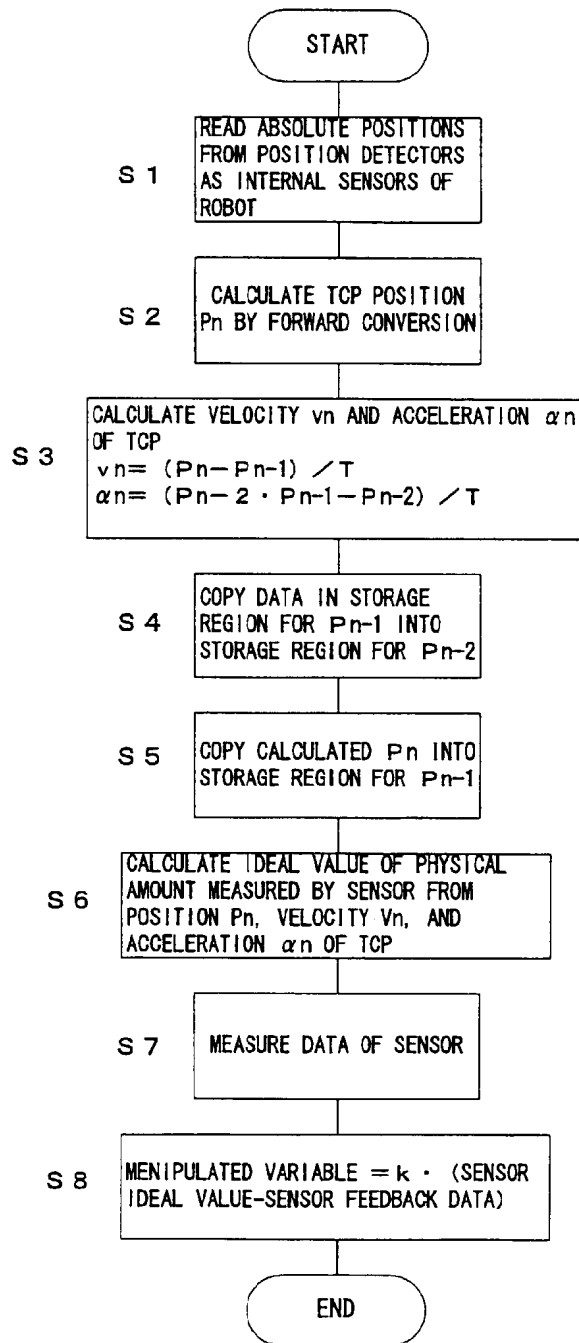 START
S 1
READ ABSOLUTE POSITIONS
FROM POSITION DETECTORS
AS INTERNAL SENSORS OF
ROBOT
S 2
CALCULATE TCP POSITION
Pn BY FORWARD CONVERSION
S 3
CALCULATE VELOCITY vn AND ACCELERATION αn
OF TCP
vn= (Pn-Pn-1) /T
αn= (Pn-2・Pn-1-Pn-2) /T
S 4
COPY DATA IN STORAGE
REGION FOR Pn-1 INTO
STORAGE REGION FOR Pn-2
S 5
COPY CALCULATED Pn INTO
STORAGE REGION FOR Pn-1
S 6
CALCULATE IDEAL VALUE OF PHYSICAL
AMOUNT MEASURED BY SENSOR FROM
POSITION Pn, VELOCITY Vn, AND
ACCELERATION αn OF TCP
S 7
MEASURE DATA OF SENSOR
S 8
MENIPULATED VARIABLE =k・ (SENSOR
IDEAL VALUE-SENSOR FEEDBACK DATA)
END